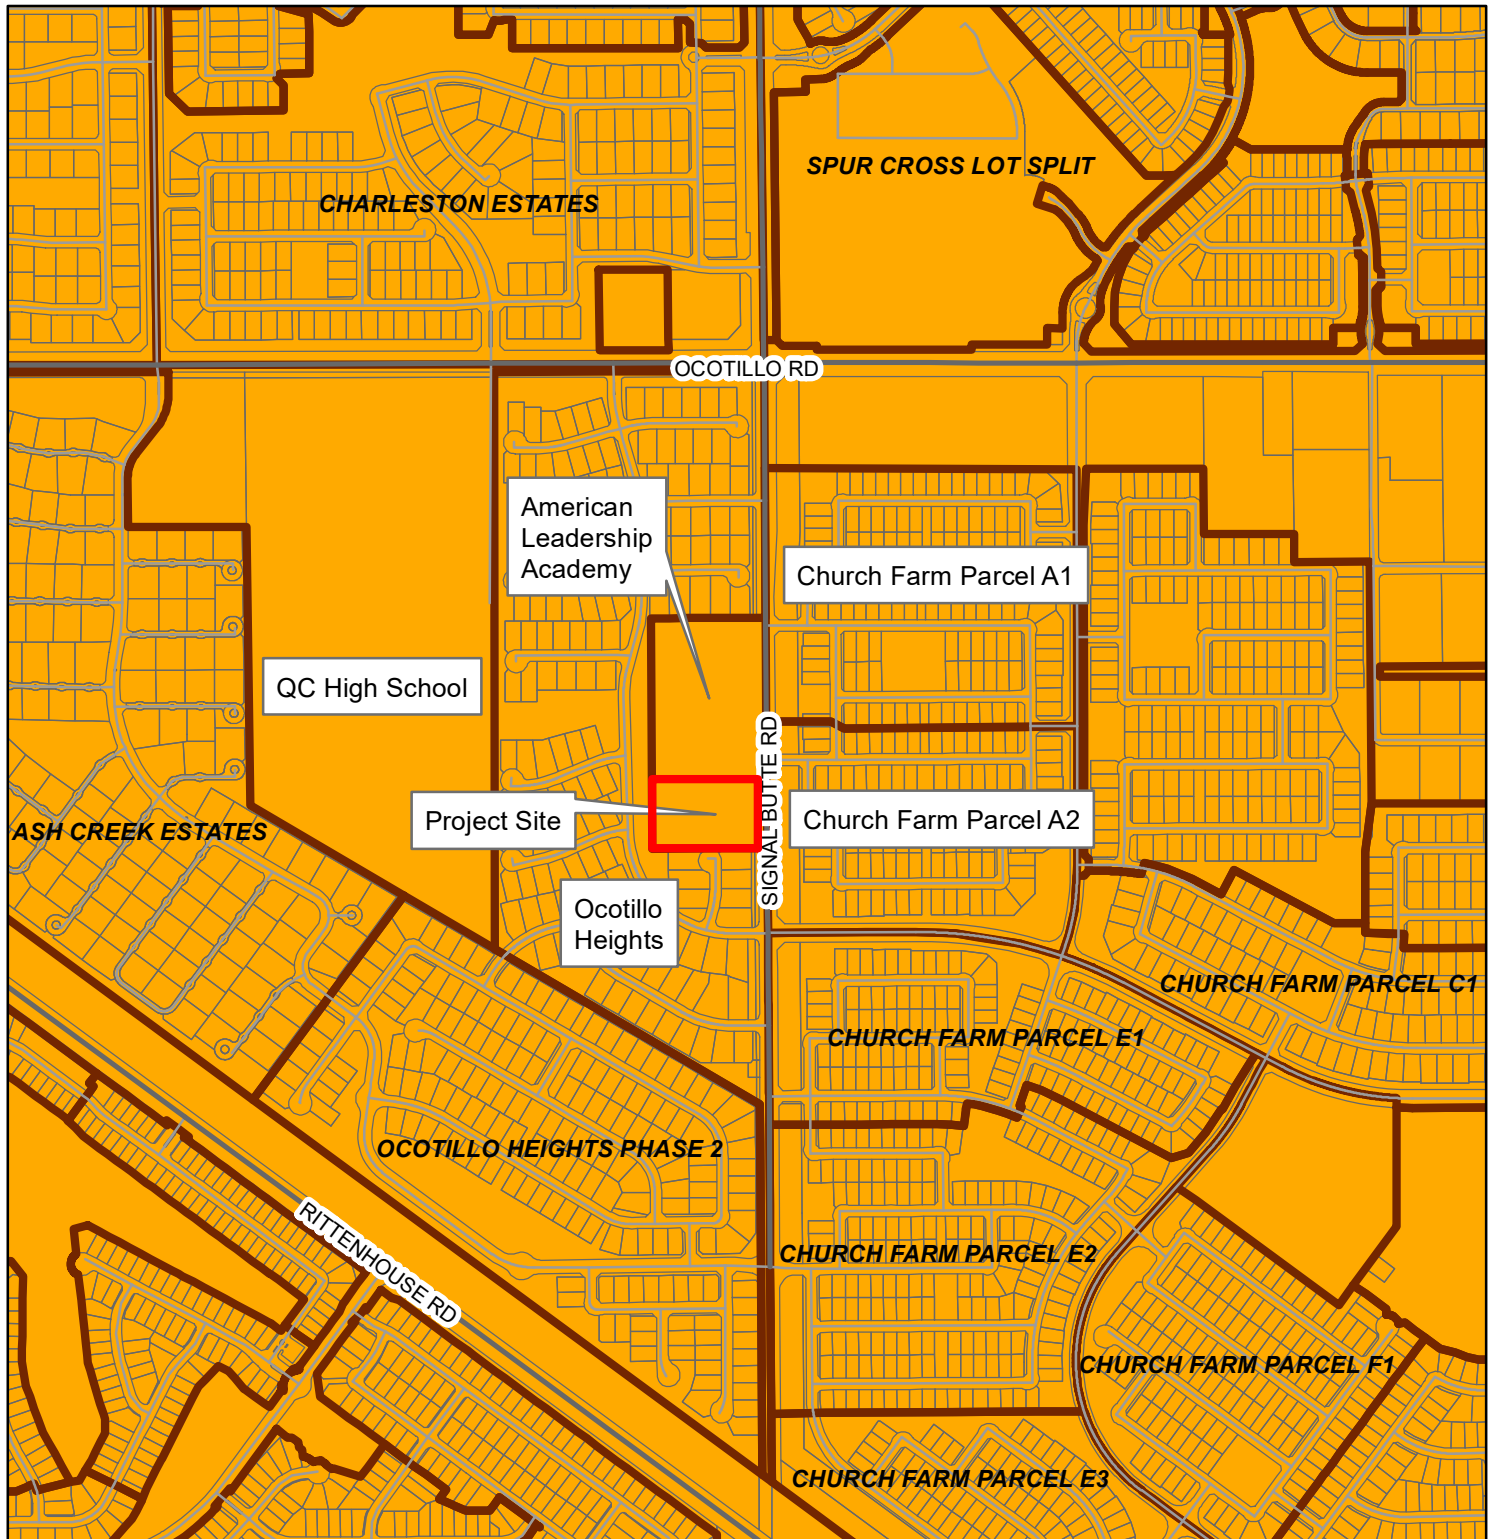 SPUR CROSS LOT SPLIT
CHARLESTON ESTATES
OCOTILLO RD
American
Leadership
Academy
Church Farm Parcel A1
QC High School
SIGNAL BUTTE RD
Project Site
Church Farm Parcel A2
ASH CREEK ESTATES
Ocotillo
Heights
CHURCH FARM PARCEL C1
CHURCH FARM PARCEL E1
OCOTILLO HEIGHTS PHASE 2
RITTENHOUSE RD
CHURCH FARM PARCEL E2
CHURCH FARM PARCEL F1
CHURCH FARM PARCEL E3